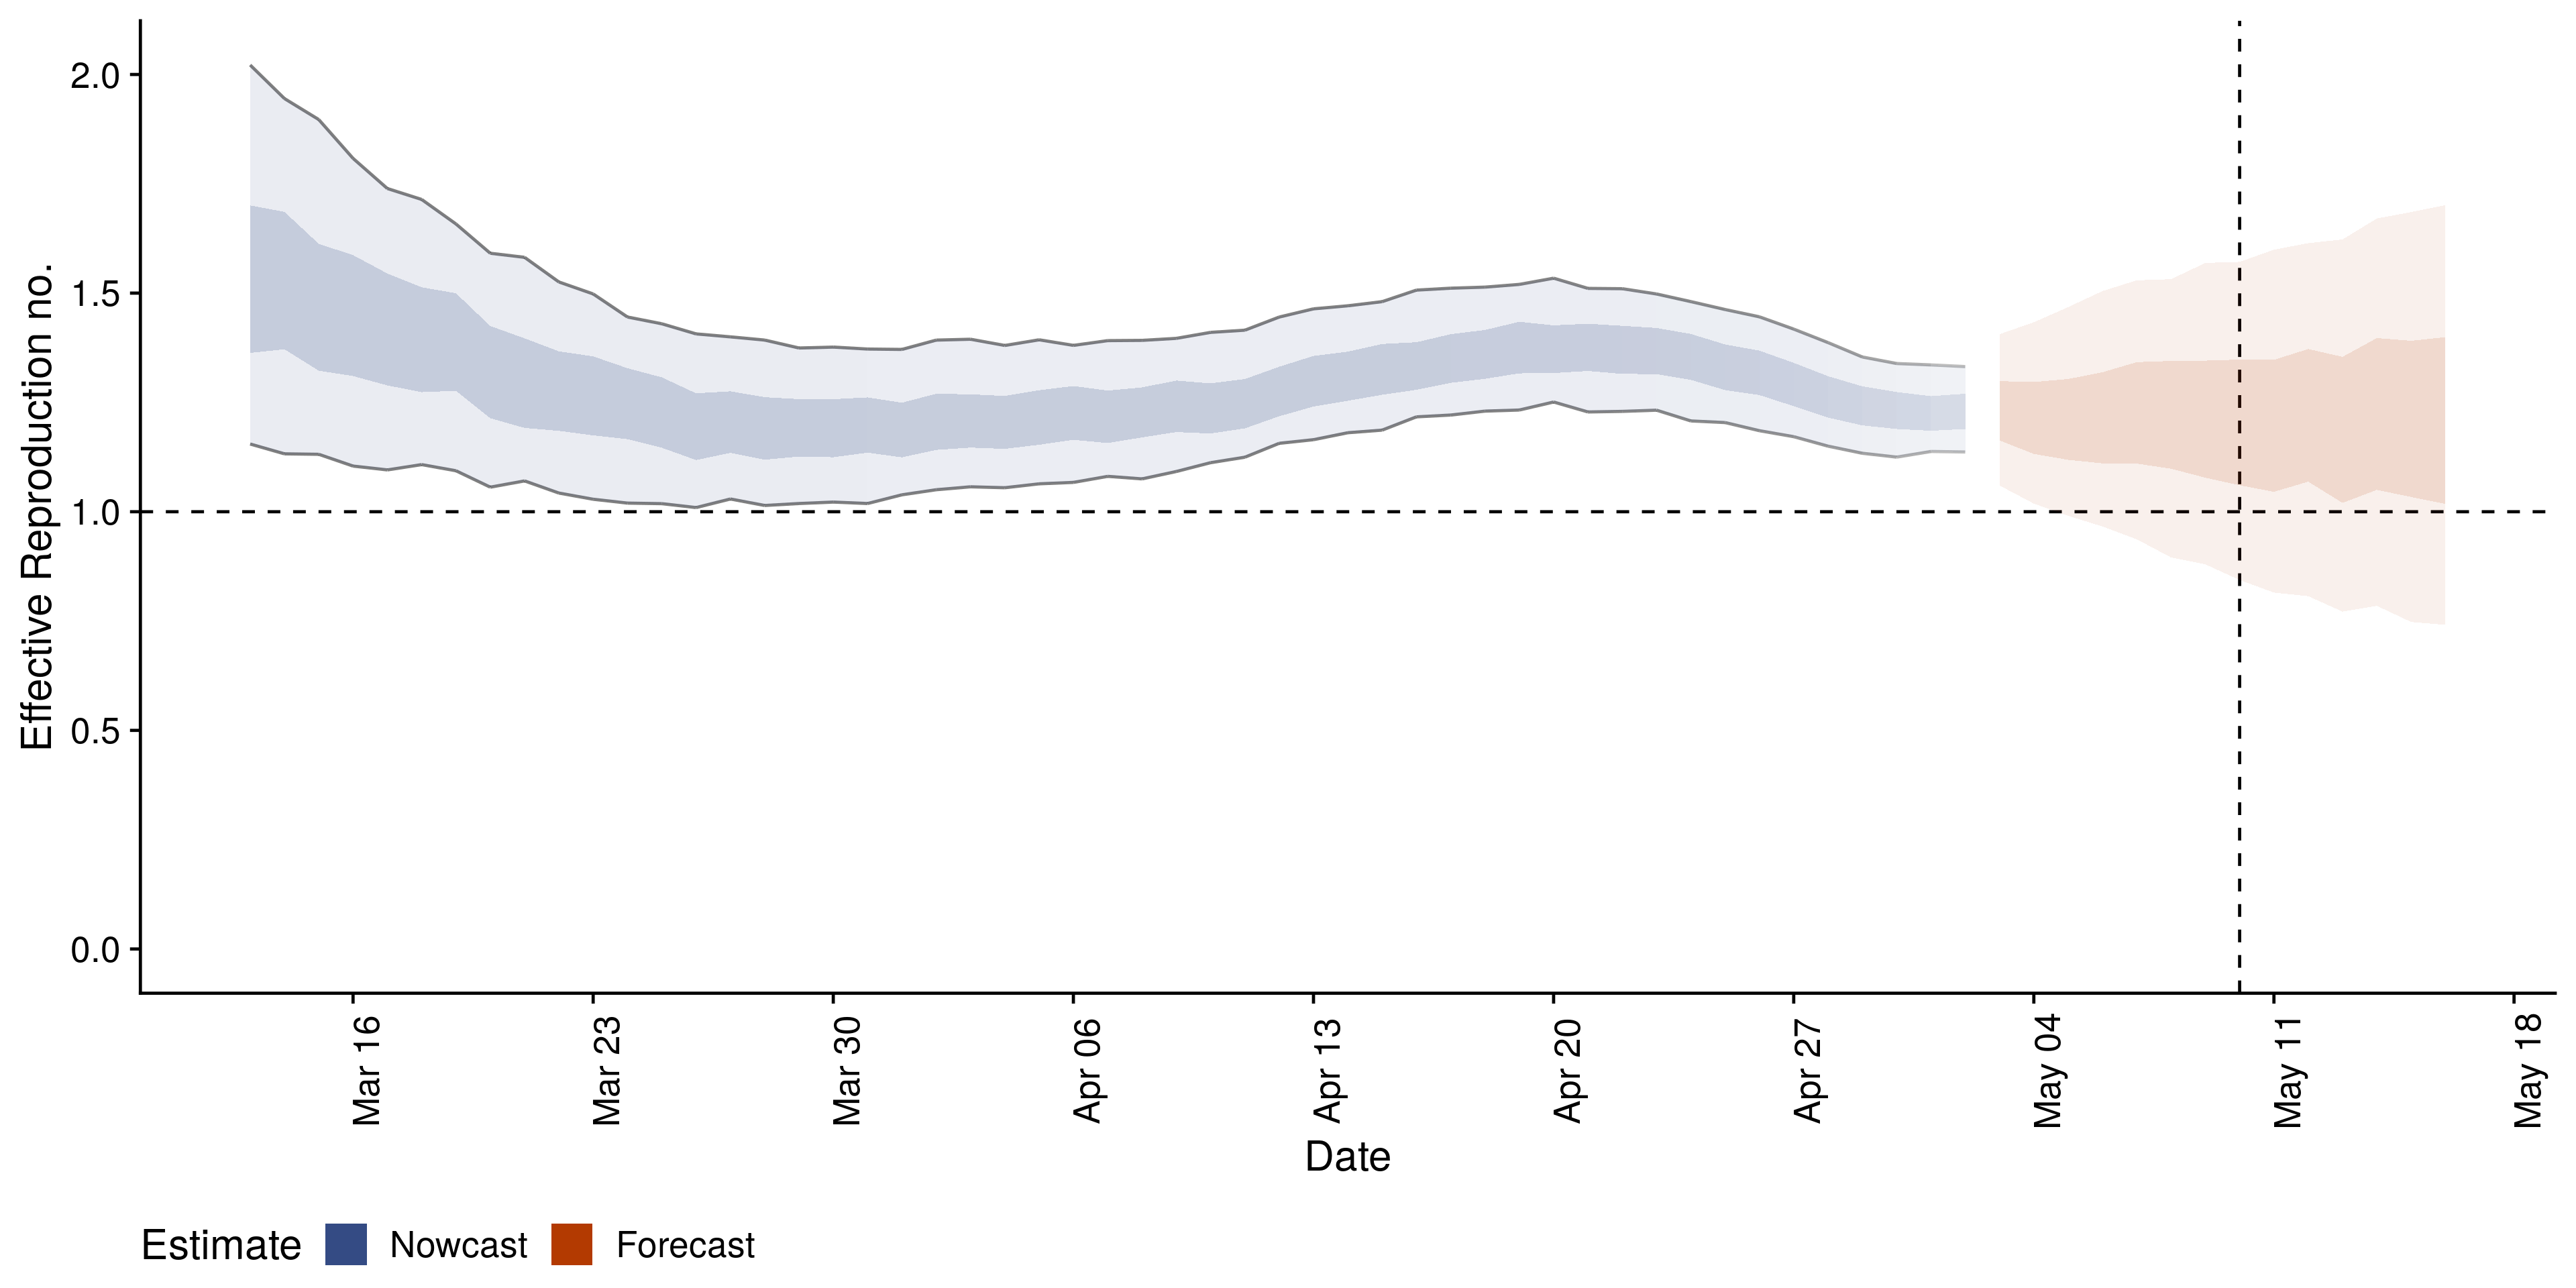 Effective Reproduction no.
2.0
1.5
1.0
0.5
0.0
Mar 16
Mar 23
Mar 30
Apr 06
Apr 13
Apr 20
Apr 27
May 04
May 11
May 18
Date
Estimate Nowcast Forecast